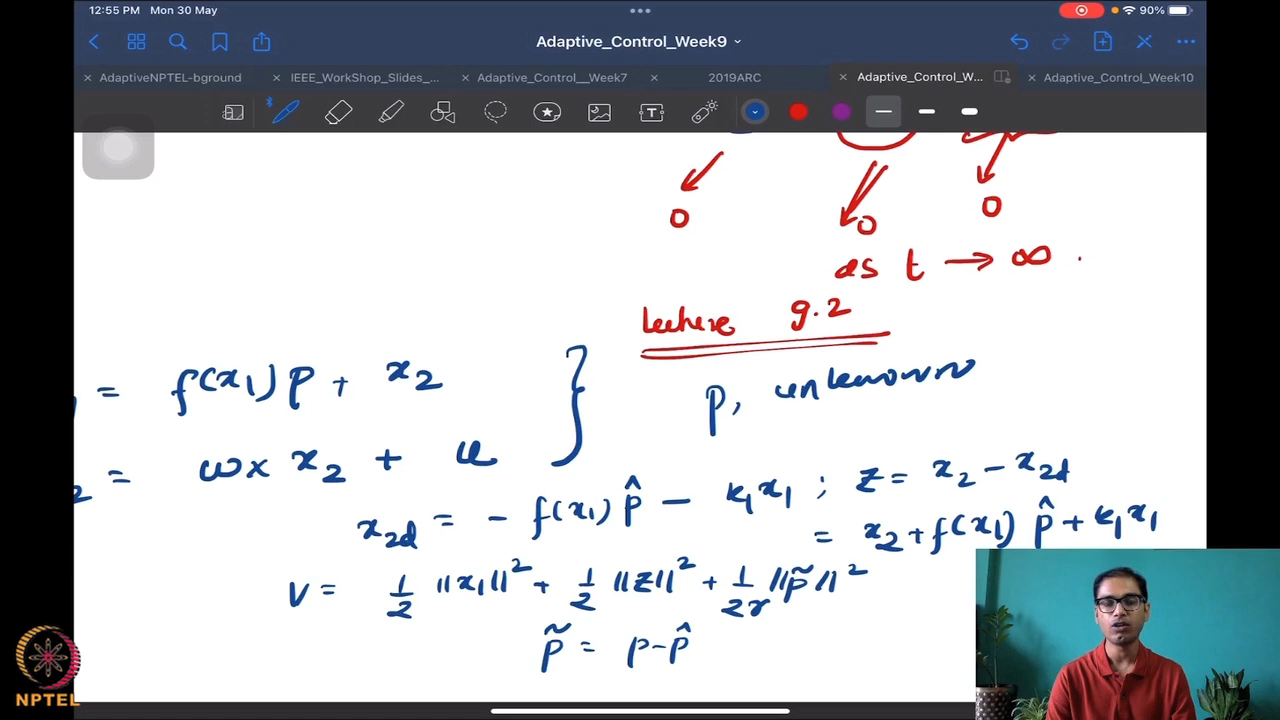 12:55 PM Mon 30 May
90%
Adaptive_Control_Week9
AdaptiveNPTEL-bground
IEEE_WorkShop_Slides_...
Adaptive_Control__Week7
2019ARC
Adaptive_Control_W...
Adaptive_Control_Week10
0
0
0
as t → ∞ .
Lecture 9.2
= f(x₁)p + x₂
p, unknown
₂ = ω× x₂ + u
x₂d = - f(x₁) p̂ - k₁x₁ ; z = x₂ - x₂d
= x₂ + f(x₁) p̂ + k₁x₁
V = 1/2 ||x₁||² + 1/2 ||z||² + 1/2γ ||p̃||²
p̃ = p - p̂
NPTEL